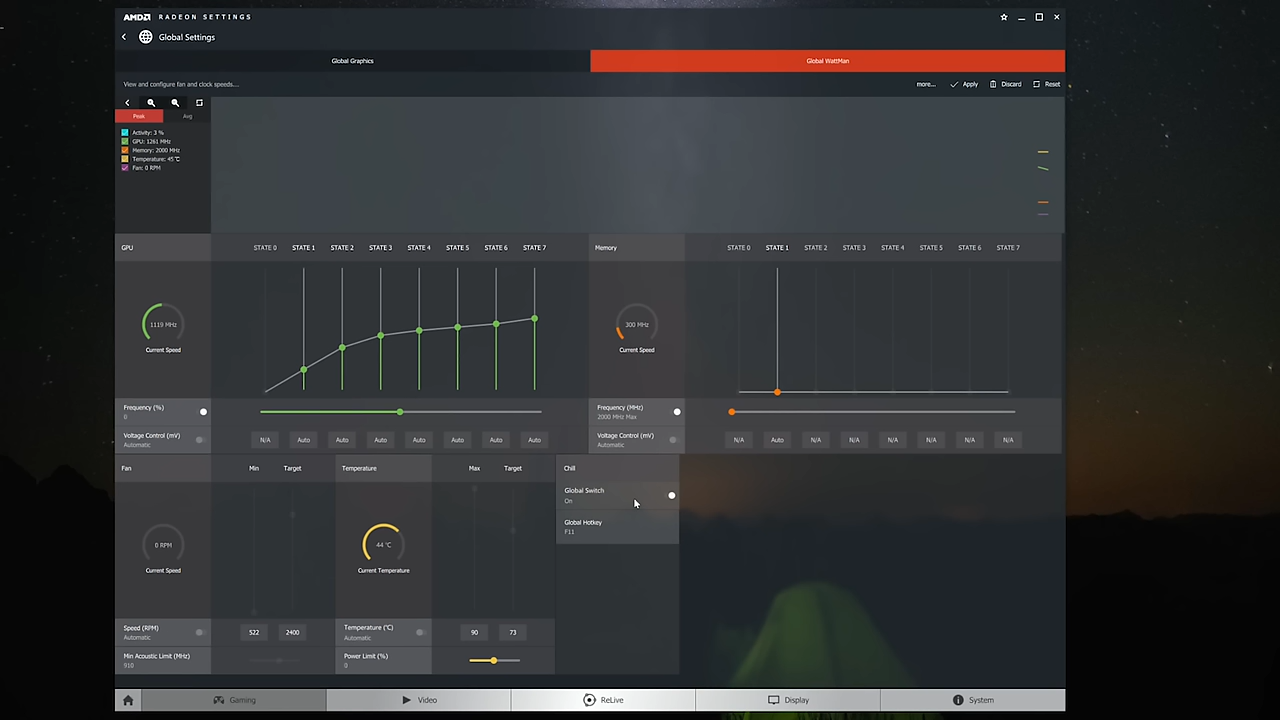 AMD RADEON SETTINGS
Global Settings
Global Graphics
Global WattMan
View and configure fan and clock speeds....
more...
Apply
Discard
Reset
Peak
Avg
Activity: 3 %
GPU: 1261 MHz
Memory: 2000 MHz
Temperature: 45°C
Fan: 0 RPM
GPU
STATE 0 STATE 1 STATE 2 STATE 3 STATE 4 STATE 5 STATE 6 STATE 7
1119 MHz
Current Speed
Frequency (%)
0
Voltage Control (mV)
Automatic
N/A Auto Auto Auto Auto Auto Auto Auto
Memory
STATE 0 STATE 1 STATE 2 STATE 3 STATE 4 STATE 5 STATE 6 STATE 7
300 MHz
Current Speed
Frequency (MHz)
2000 MHz Max
Voltage Control (mV)
Automatic
N/A Auto N/A N/A N/A N/A N/A N/A
Fan
Min Target
0 RPM
Current Speed
Speed (RPM)
Automatic
522 2400
Min Acoustic Limit (MHz)
910
Temperature
Max Target
44 °C
Current Temperature
Temperature (°C)
Automatic
90 73
Power Limit (%)
0
Chill
Global Switch
On
Global Hotkey
F11
Gaming
Video
ReLive
Display
System